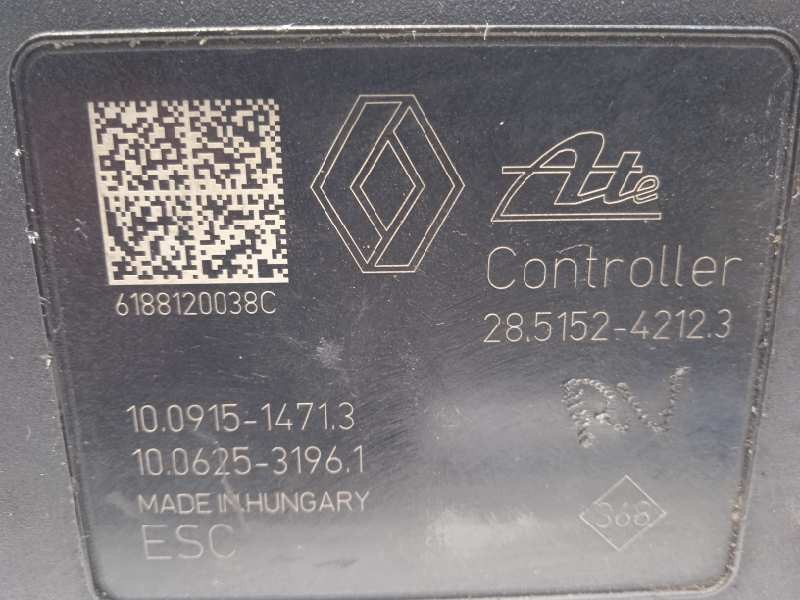 Ate
Controller
6188120038C
28.5152-4212.3
10.0915-1471.3
10.0625-3196.1
MADE IN HUNGARY
ESC